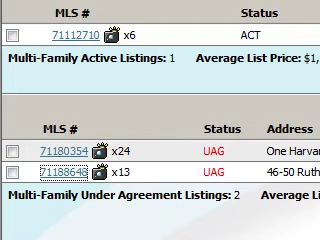 MLS # Status
71112710 x6 ACT
Multi-Family Active Listings: 1 Average List Price: $1,
MLS # Status Address
71180354 x24 UAG One Harvar
71188648 x13 UAG 46-50 Ruth
Multi-Family Under Agreement Listings: 2 Average Li